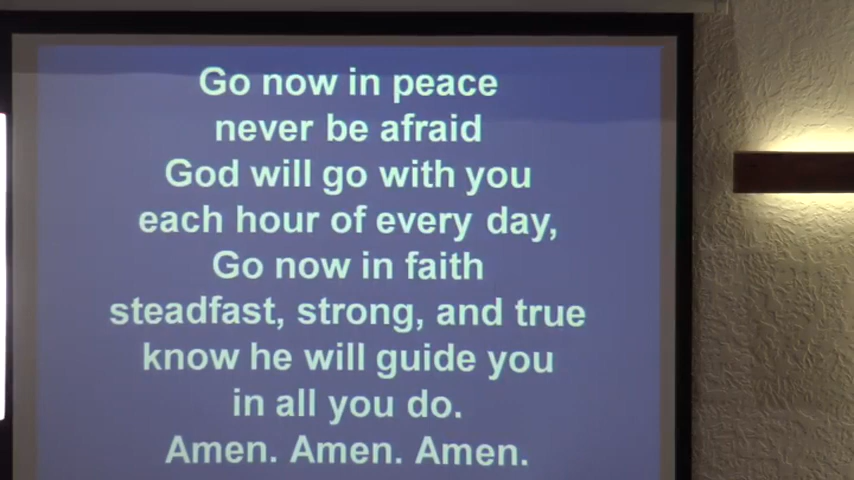 Go now in peace
never be afraid
God will go with you
each hour of every day,
Go now in faith
steadfast, strong, and true
know he will guide you
in all you do.
Amen. Amen. Amen.